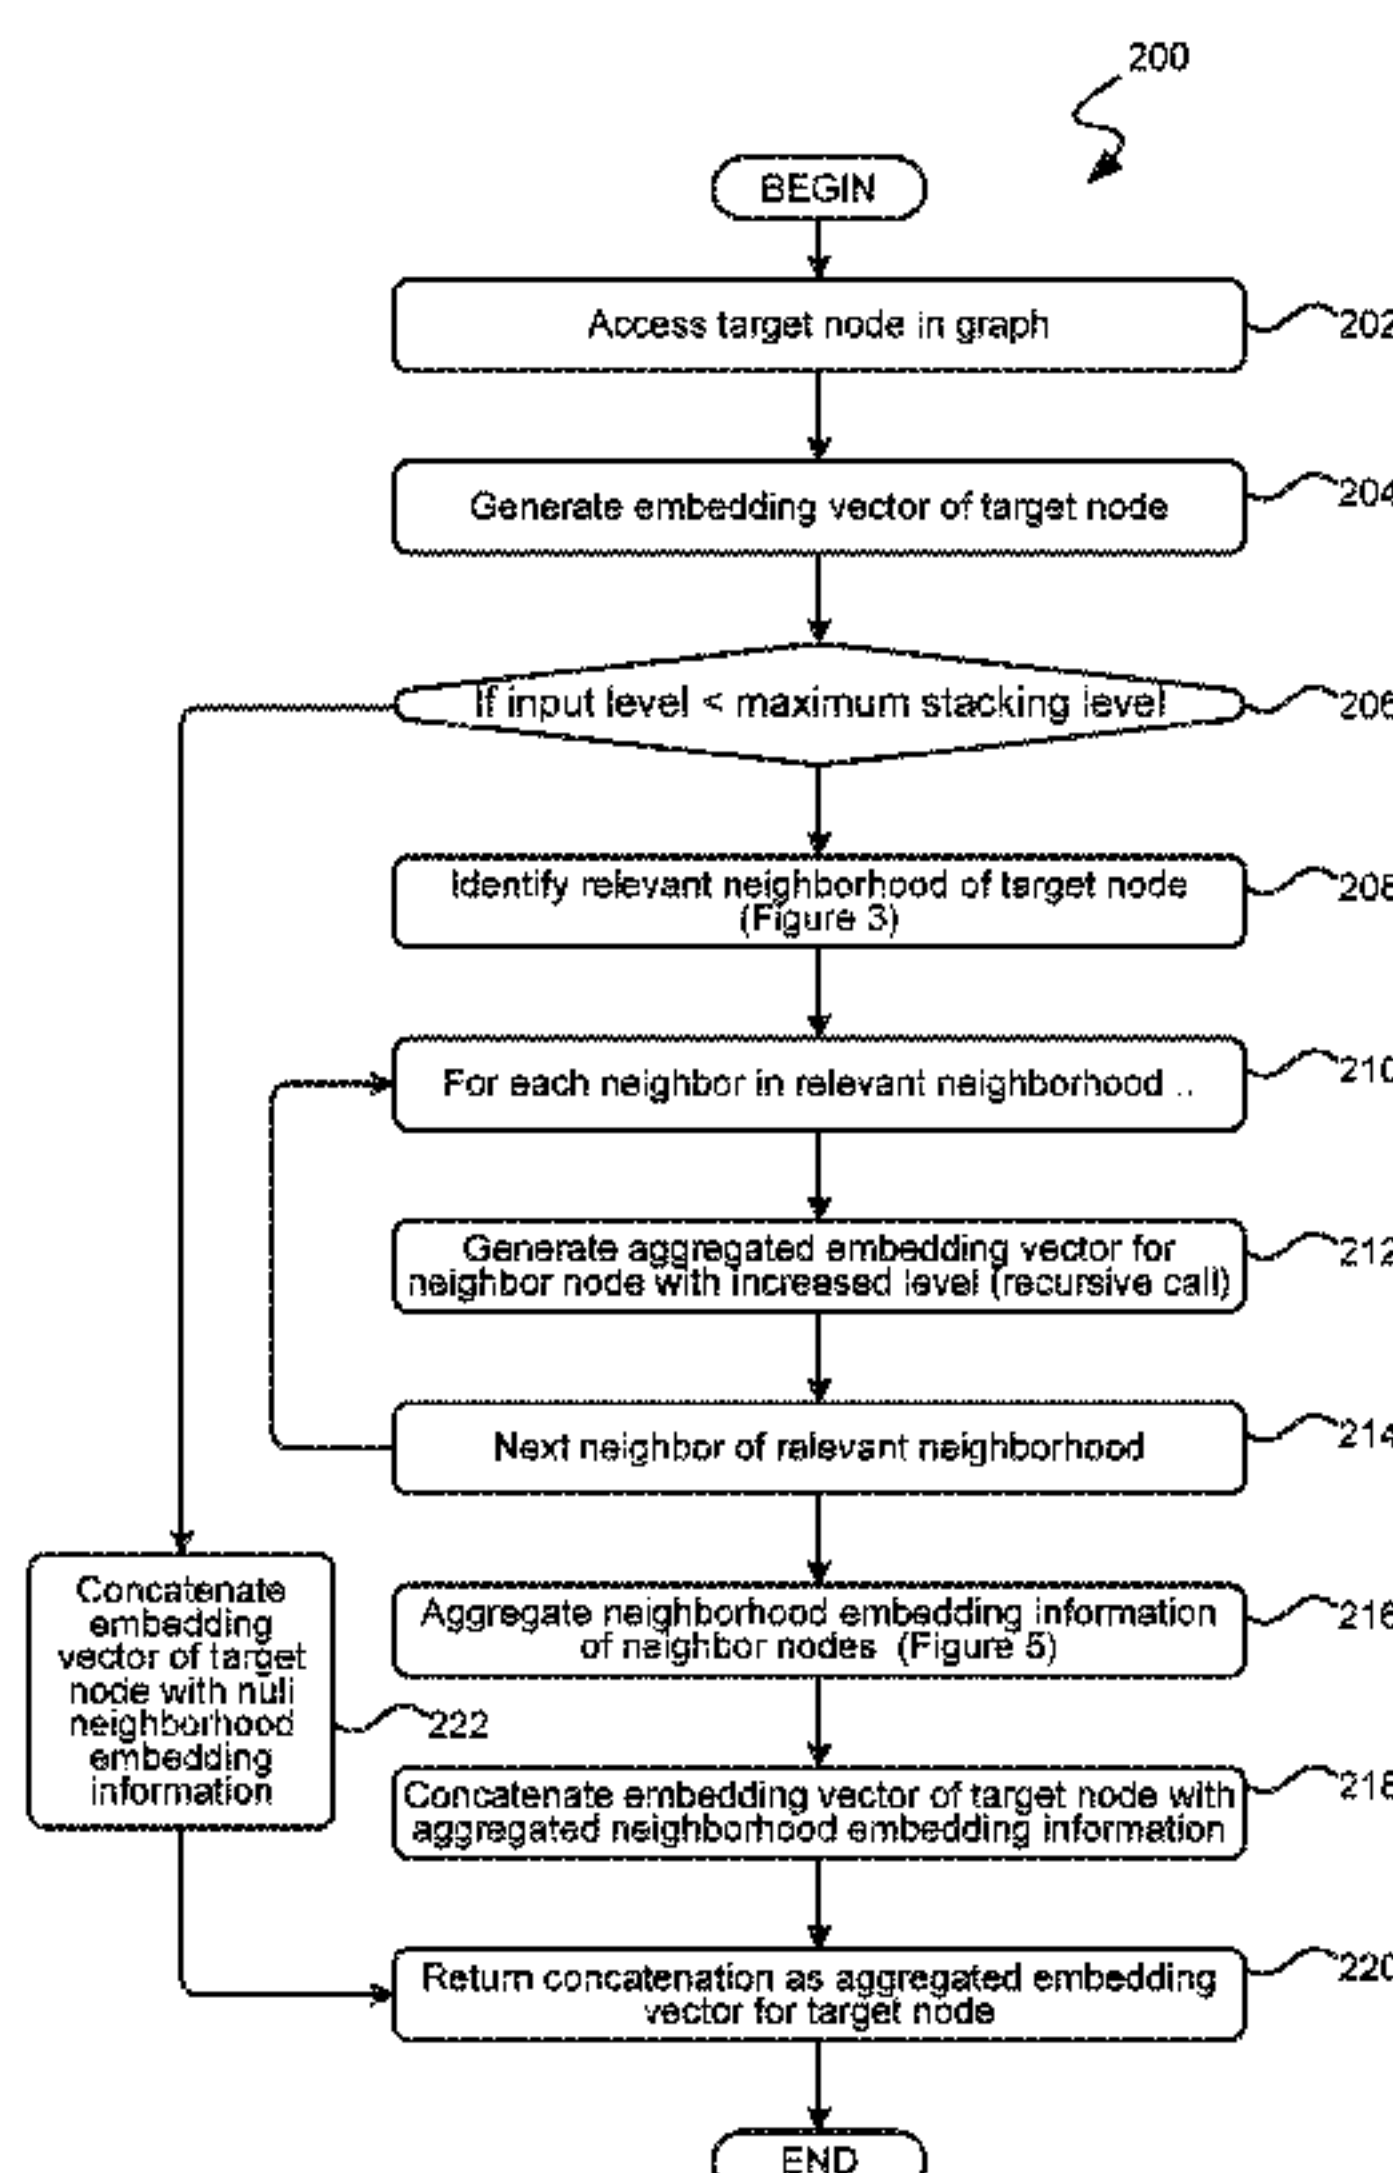 200
BEGIN
Access target node in graph
202
Generate embedding vector of target node
204
If input level < maximum stacking level
206
Identify relevant neighborhood of target node
(Figure 3)
208
For each neighbor in relevant neighborhood ..
210
Generate aggregated embedding vector for
neighbor node with increased level (recursive call)
212
Next neighbor of relevant neighborhood
214
Aggregate neighborhood embedding information
of neighbor nodes (Figure 5)
216
Concatenate
embedding
vector of target
node with null
neighborhood
embedding
information
222
Concatenate embedding vector of target node with
aggregated neighborhood embedding information
218
Return concatenation as aggregated embedding
vector for target node
220
END